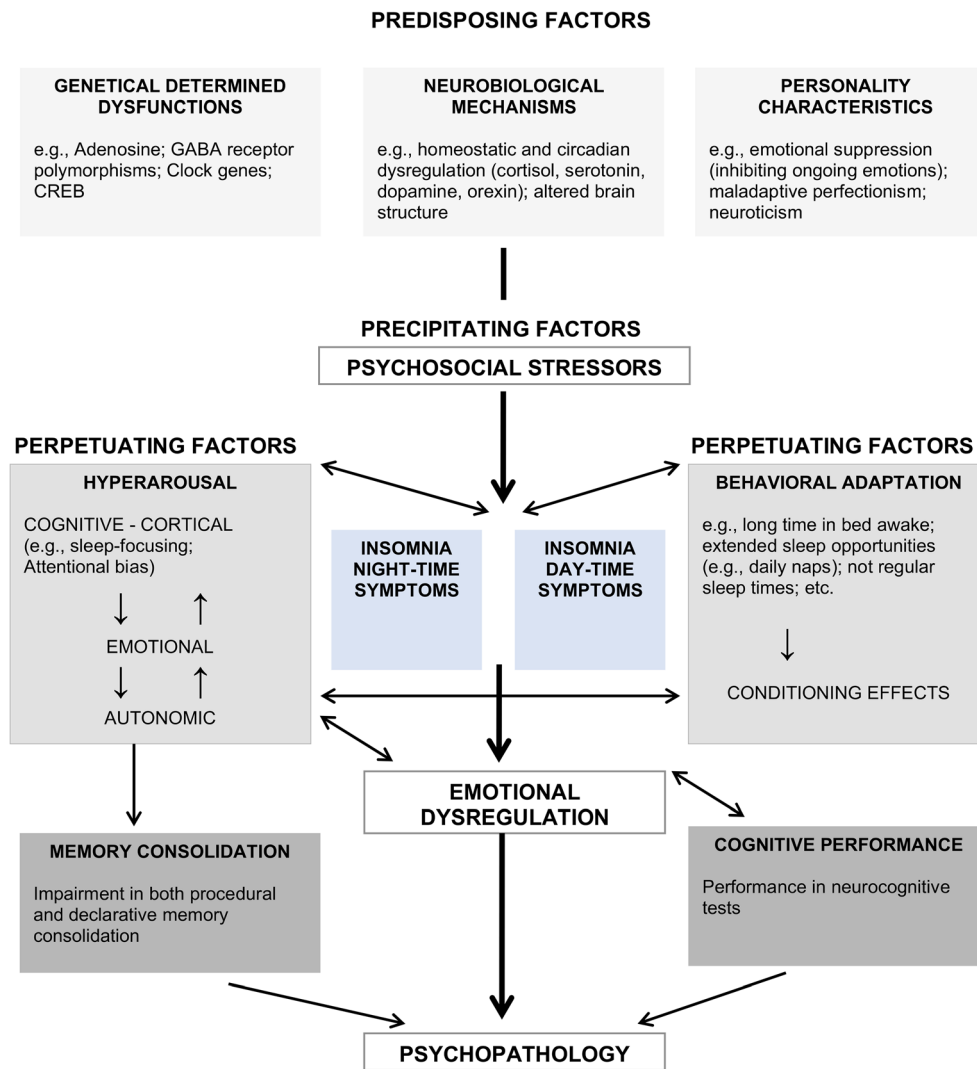 PREDISPOSING FACTORS
GENETICAL DETERMINED
DYSFUNCTIONS
e.g., Adenosine; GABA receptor
polymorphisms; Clock genes;
CREB
NEUROBIOLOGICAL
MECHANISMS
e.g., homeostatic and circadian
dysregulation (cortisol, serotonin,
dopamine, orexin); altered brain
structure
PERSONALITY
CHARACTERISTICS
e.g., emotional suppression
(inhibiting ongoing emotions);
maladaptive perfectionism;
neuroticism
PRECIPITATING FACTORS
PSYCHOSOCIAL STRESSORS
PERPETUATING FACTORS
HYPERAROUSAL
COGNITIVE - CORTICAL
(e.g., sleep-focusing;
Attentional bias)
EMOTIONAL
AUTONOMIC
INSOMNIA
NIGHT-TIME
SYMPTOMS
INSOMNIA
DAY-TIME
SYMPTOMS
PERPETUATING FACTORS
BEHAVIORAL ADAPTATION
e.g., long time in bed awake;
extended sleep opportunities
(e.g., daily naps); not regular
sleep times; etc.
CONDITIONING EFFECTS
EMOTIONAL
DYSREGULATION
MEMORY CONSOLIDATION
Impairment in both procedural
and declarative memory
consolidation
COGNITIVE PERFORMANCE
Performance in neurocognitive
tests
PSYCHOPATHOLOGY